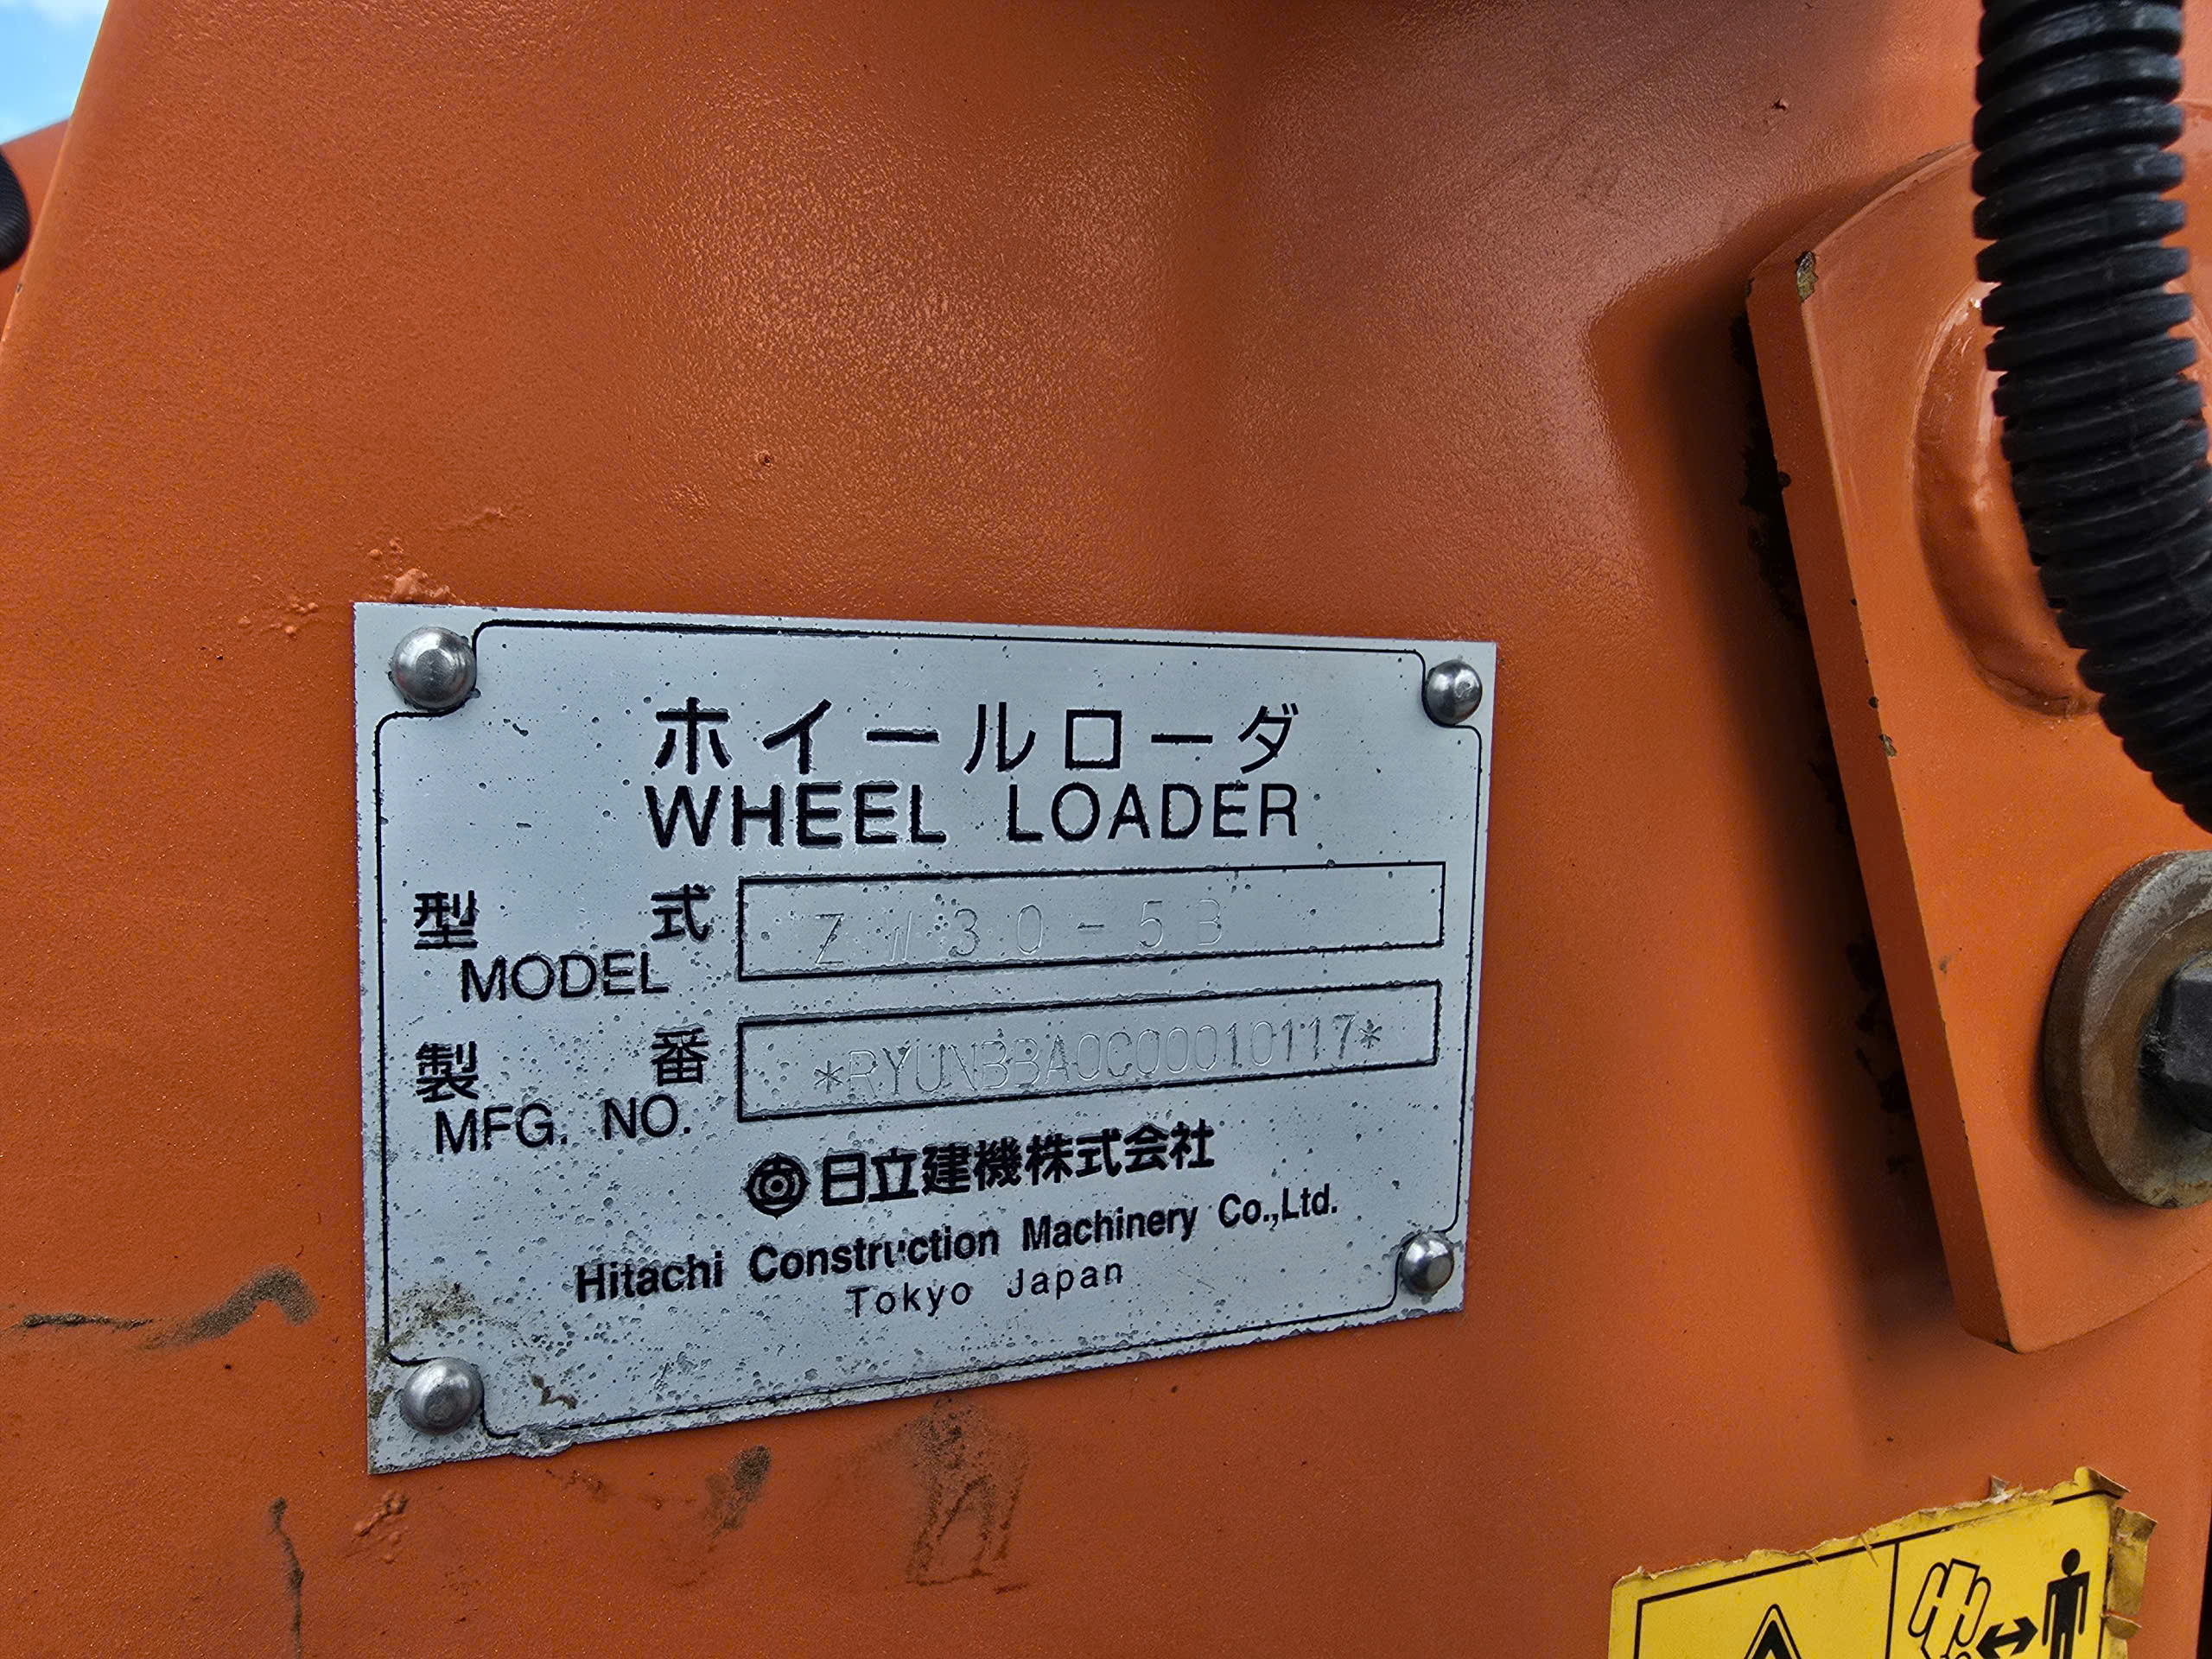 ホイールローダ
WHEEL LOADER
型式 ZW30-5B
MODEL
製番 *RYUNBBA0C00010117*
MFG. NO.
日立建機株式会社
Hitachi Construction Machinery Co.,Ltd.
Tokyo Japan